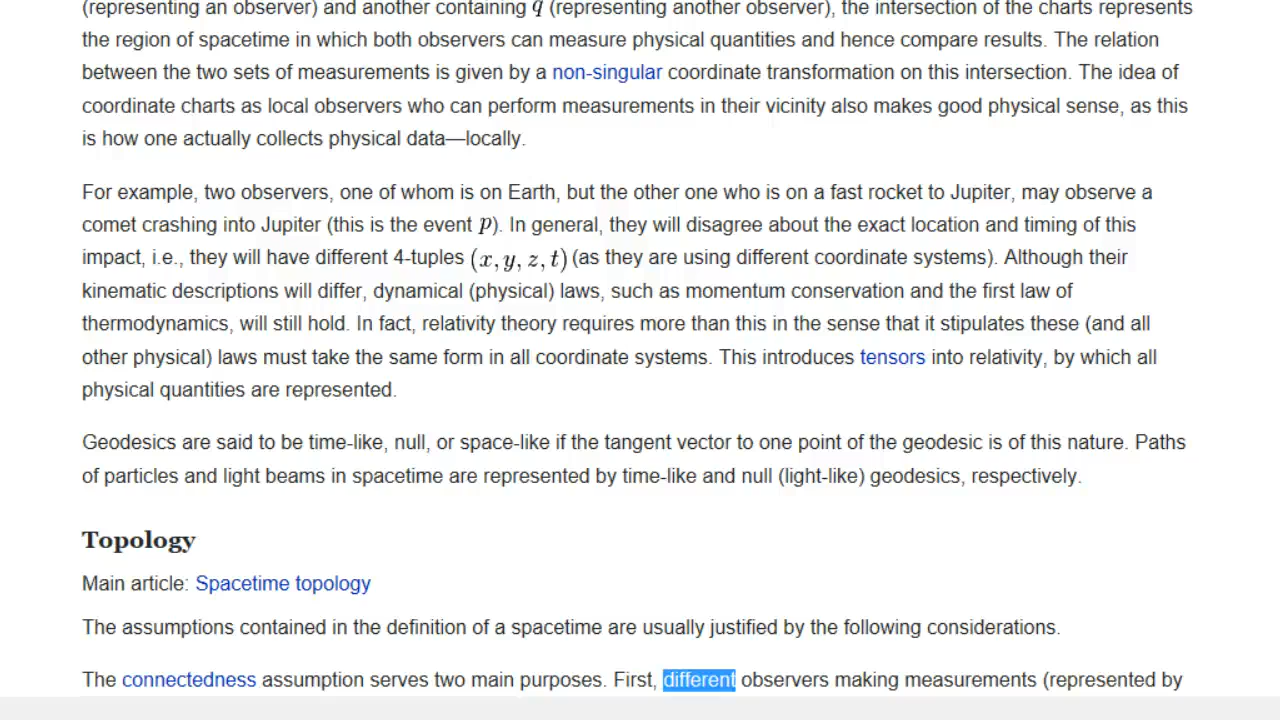 (representing an observer) and another containing q (representing another observer), the intersection of the charts represents
the region of spacetime in which both observers can measure physical quantities and hence compare results. The relation
between the two sets of measurements is given by a non-singular coordinate transformation on this intersection. The idea of
coordinate charts as local observers who can perform measurements in their vicinity also makes good physical sense, as this
is how one actually collects physical data—locally.
For example, two observers, one of whom is on Earth, but the other one who is on a fast rocket to Jupiter, may observe a
comet crashing into Jupiter (this is the event p). In general, they will disagree about the exact location and timing of this
impact, i.e., they will have different 4-tuples (x, y, z, t) (as they are using different coordinate systems). Although their
kinematic descriptions will differ, dynamical (physical) laws, such as momentum conservation and the first law of
thermodynamics, will still hold. In fact, relativity theory requires more than this in the sense that it stipulates these (and all
other physical) laws must take the same form in all coordinate systems. This introduces tensors into relativity, by which all
physical quantities are represented.
Geodesics are said to be time-like, null, or space-like if the tangent vector to one point of the geodesic is of this nature. Paths
of particles and light beams in spacetime are represented by time-like and null (light-like) geodesics, respectively.
Topology
Main article: Spacetime topology
The assumptions contained in the definition of a spacetime are usually justified by the following considerations.
The connectedness assumption serves two main purposes. First, different observers making measurements (represented by